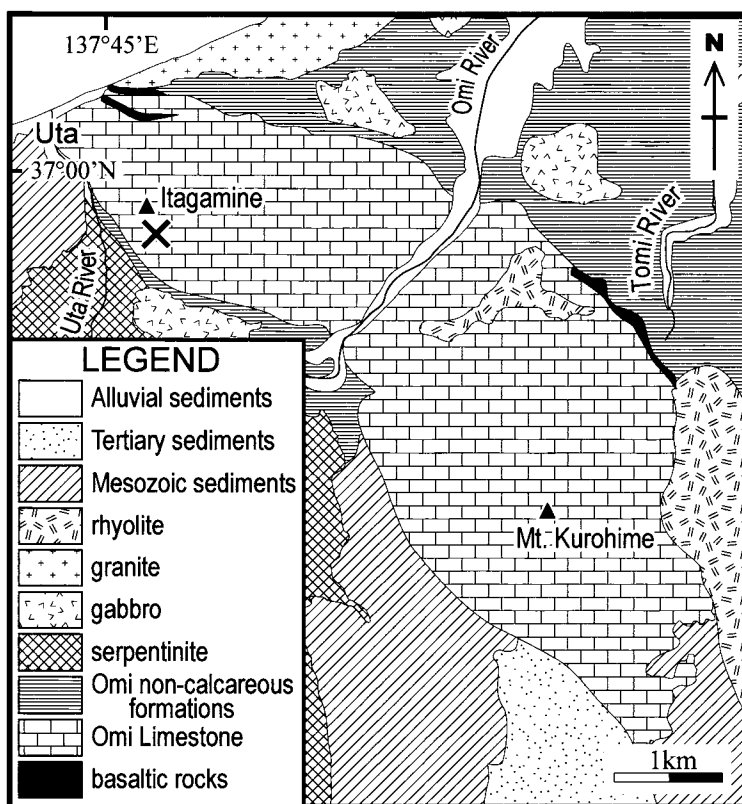 137°45'E
Omi River
N
Uta
37°00'N
Itagamine
Uta River
Tomi River
LEGEND
Alluvial sediments
Tertiary sediments
Mesozoic sediments
rhyolite
granite
gabbro
serpentinite
Omi non-calcareous
formations
Omi Limestone
basaltic rocks
Mt. Kurohime
1km